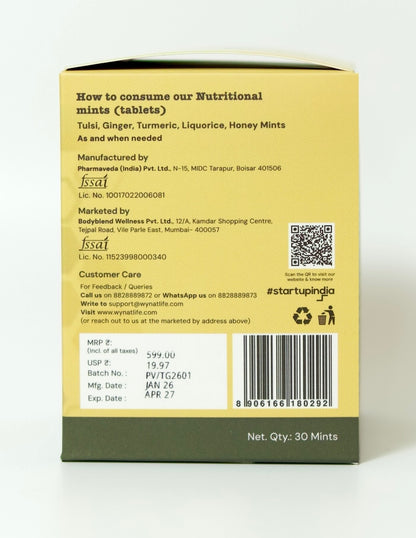 How to consume our Nutritional
mints (tablets)
Tulsi, Ginger, Turmeric, Liquorice, Honey Mints
As and when needed
Manufactured by
Pharmaveda (India) Pvt. Ltd., N-15, MIDC Tarapur, Boisar 401506
fssai
Lic. No. 10017022006081
Marketed by
Bodyblend Wellness Pvt. Ltd., 12/A, Kamdar Shopping Centre,
Tejpal Road, Vile Parle East, Mumbai- 400057
fssai
Lic. No. 11523998000340
Scan the QR to visit our
website & know more
#startupindia
Customer Care
For Feedback / Queries
Call us on 8828889872 or WhatsApp us on 8828889873
Write to support@wynatlife.com
Visit www.wynatlife.com
(or reach out to us at the marketed by address above)
MRP ₹: 599.00
(Incl. of all taxes)
USP ₹: 19.97
Batch No. : PV/TG2601
Mfg. Date : JAN 26
Exp. Date : APR 27
8 906166 180292
Net. Qty.: 30 Mints